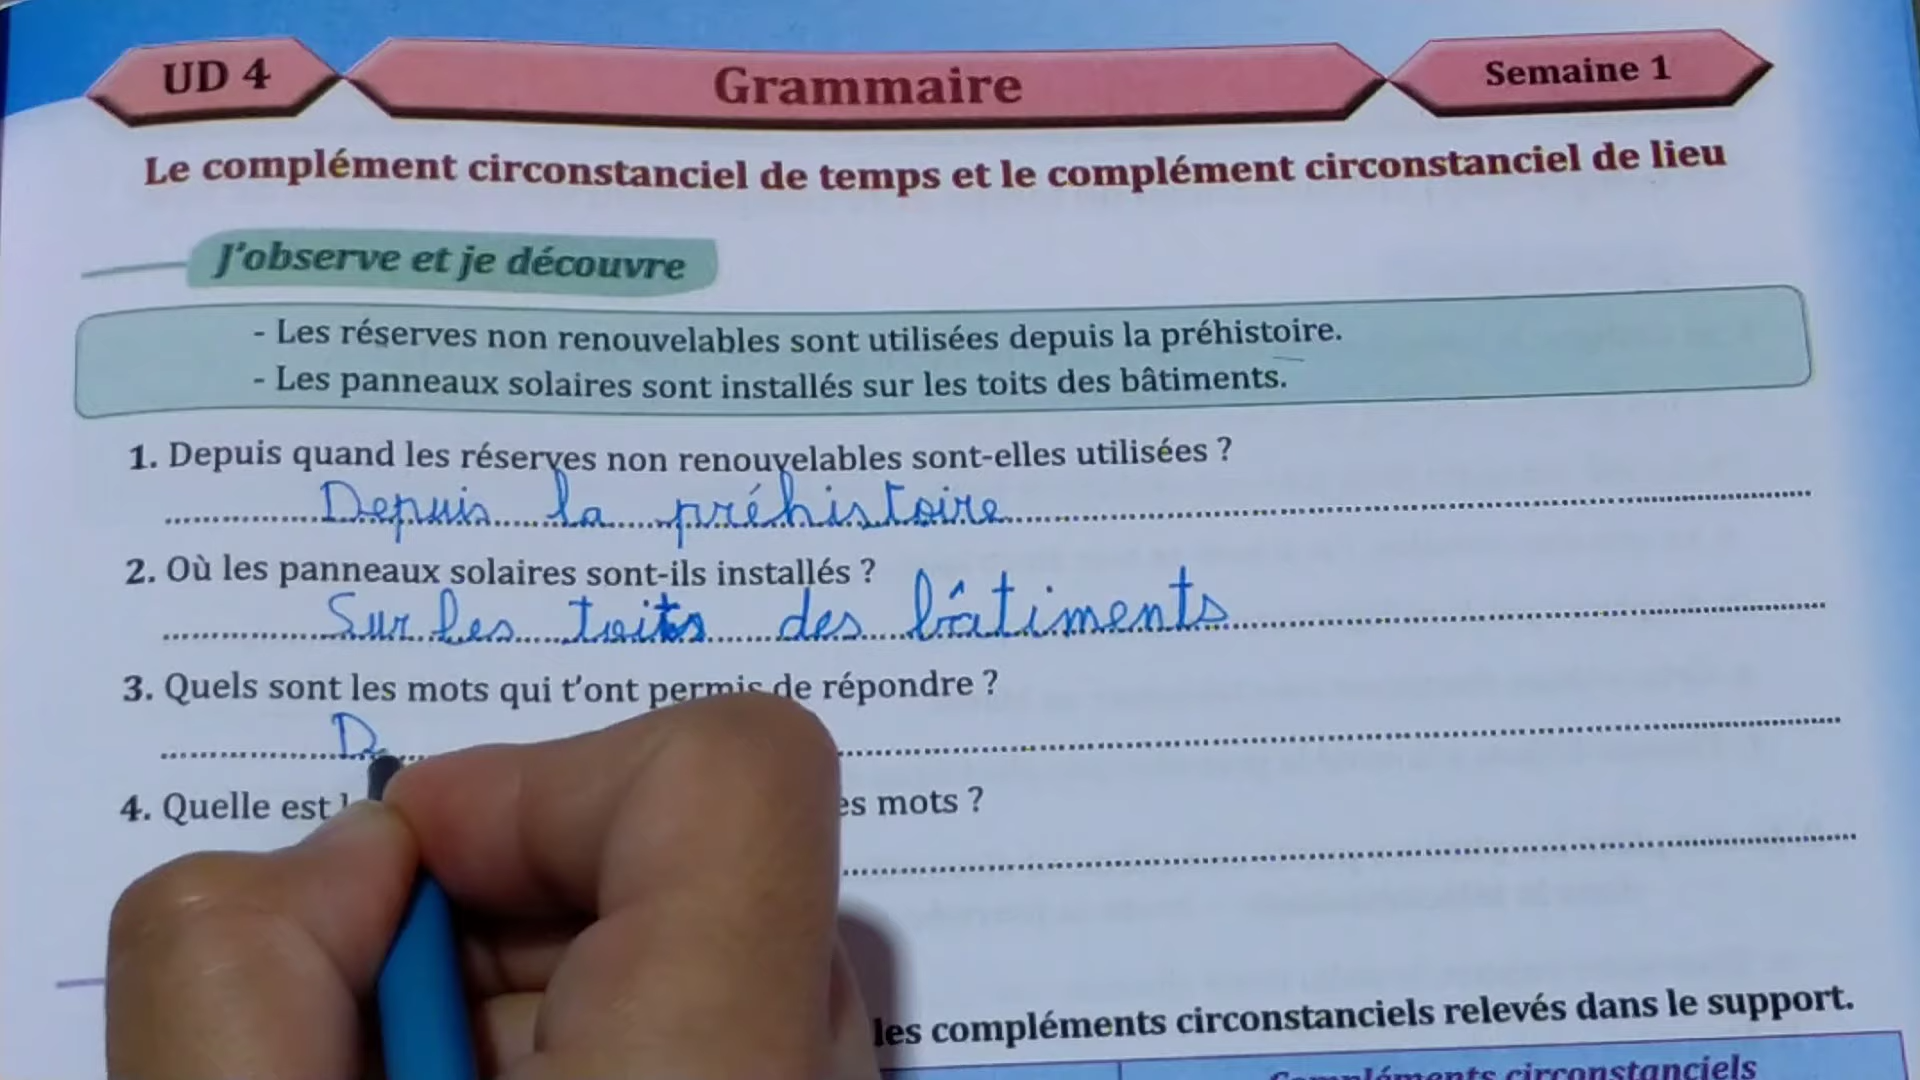 UD 4
Grammaire
Semaine 1
Le complément circonstanciel de temps et le complément circonstanciel de lieu
J'observe et je découvre
- Les réserves non renouvelables sont utilisées depuis la préhistoire.
- Les panneaux solaires sont installés sur les toits des bâtiments.
1. Depuis quand les réserves non renouvelables sont-elles utilisées ?
Depuis la préhistoire
2. Où les panneaux solaires sont-ils installés ?
Sur les toits des bâtiments
3. Quels sont les mots qui t'ont permis de répondre ?
4. Quelle est mots ?
les compléments circonstanciels relevés dans le support.
Compléments circonstanciels